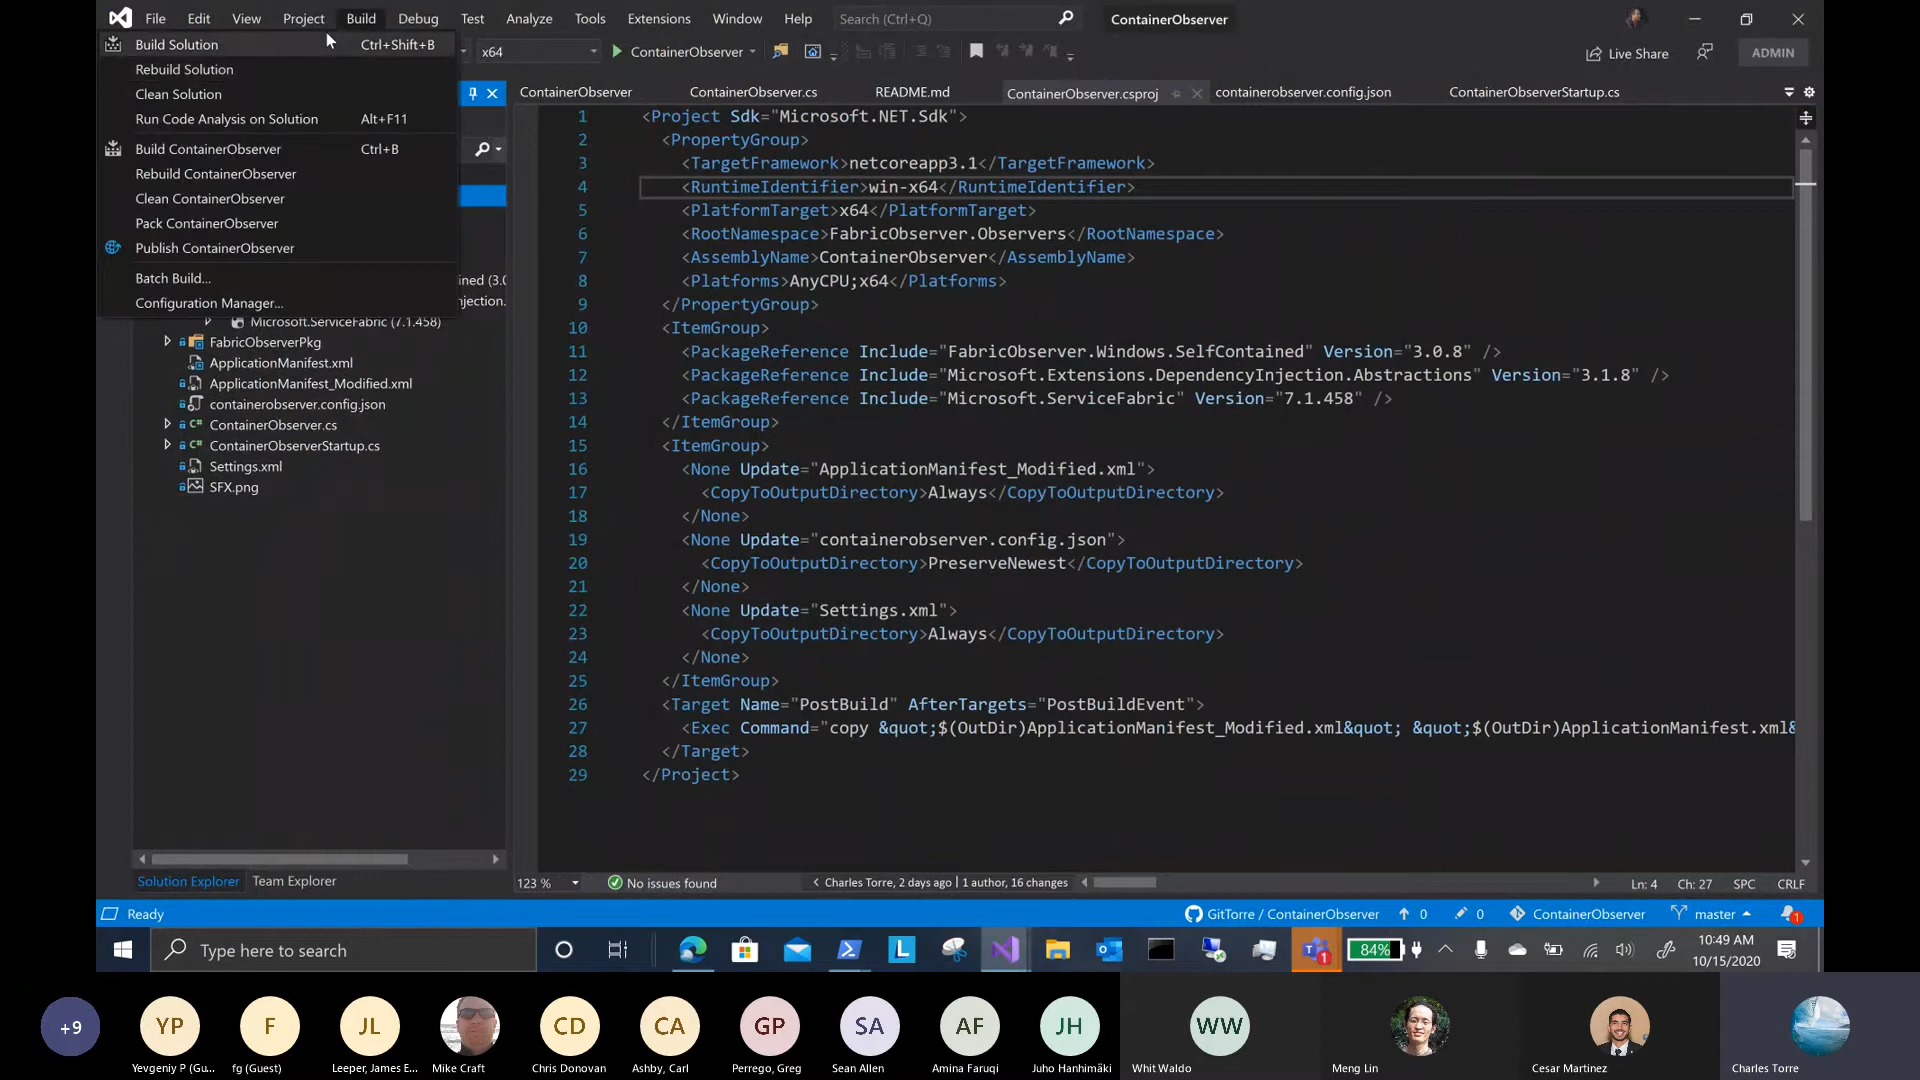 File Edit View Project Build Debug Test Analyze Tools Extensions Window Help Search (Ctrl+Q) ContainerObserver
Build Solution Ctrl+Shift+B
Rebuild Solution
Clean Solution
Run Code Analysis on Solution Alt+F11
Build ContainerObserver Ctrl+B
Rebuild ContainerObserver
Clean ContainerObserver
Pack ContainerObserver
Publish ContainerObserver
Batch Build...
Configuration Manager...
x64 ContainerObserver Live Share ADMIN
ined (3.0
njection.
Microsoft.ServiceFabric (7.1.458)
FabricObserverPkg
ApplicationManifest.xml
ApplicationManifest_Modified.xml
containerobserver.config.json
ContainerObserver.cs
ContainerObserverStartup.cs
Settings.xml
SFX.png
Solution Explorer Team Explorer
ContainerObserver ContainerObserver.cs README.md ContainerObserver.csproj containerobserver.config.json ContainerObserverStartup.cs
1 <Project Sdk="Microsoft.NET.Sdk">
2 <PropertyGroup>
3 <TargetFramework>netcoreapp3.1</TargetFramework>
4 <RuntimeIdentifier>win-x64</RuntimeIdentifier>
5 <PlatformTarget>x64</PlatformTarget>
6 <RootNamespace>FabricObserver.Observers</RootNamespace>
7 <AssemblyName>ContainerObserver</AssemblyName>
8 <Platforms>AnyCPU;x64</Platforms>
9 </PropertyGroup>
10 <ItemGroup>
11 <PackageReference Include="FabricObserver.Windows.SelfContained" Version="3.0.8" />
12 <PackageReference Include="Microsoft.Extensions.DependencyInjection.Abstractions" Version="3.1.8" />
13 <PackageReference Include="Microsoft.ServiceFabric" Version="7.1.458" />
14 </ItemGroup>
15 <ItemGroup>
16 <None Update="ApplicationManifest_Modified.xml">
17 <CopyToOutputDirectory>Always</CopyToOutputDirectory>
18 </None>
19 <None Update="containerobserver.config.json">
20 <CopyToOutputDirectory>PreserveNewest</CopyToOutputDirectory>
21 </None>
22 <None Update="Settings.xml">
23 <CopyToOutputDirectory>Always</CopyToOutputDirectory>
24 </None>
25 </ItemGroup>
26 <Target Name="PostBuild" AfterTargets="PostBuildEvent">
27 <Exec Command="copy &quot;$(OutDir)ApplicationManifest_Modified.xml&quot; &quot;$(OutDir)ApplicationManifest.xml&
28 </Target>
29 </Project>
123 % No issues found Charles Torre, 2 days ago | 1 author, 16 changes Ln: 4 Ch: 27 SPC CRLF
Ready GitTorre / ContainerObserver 0 0 ContainerObserver master 1
Type here to search L 1 84% 10:49 AM
10/15/2020
+9 YP F JL CD CA GP SA AF JH WW
Yevgeniy P (Gu... fg (Guest) Leeper, James E... Mike Craft Chris Donovan Ashby, Carl Perrego, Greg Sean Allen Amina Faruqi Juho Hanhimäki Whit Waldo Meng Lin Cesar Martinez Charles Torre